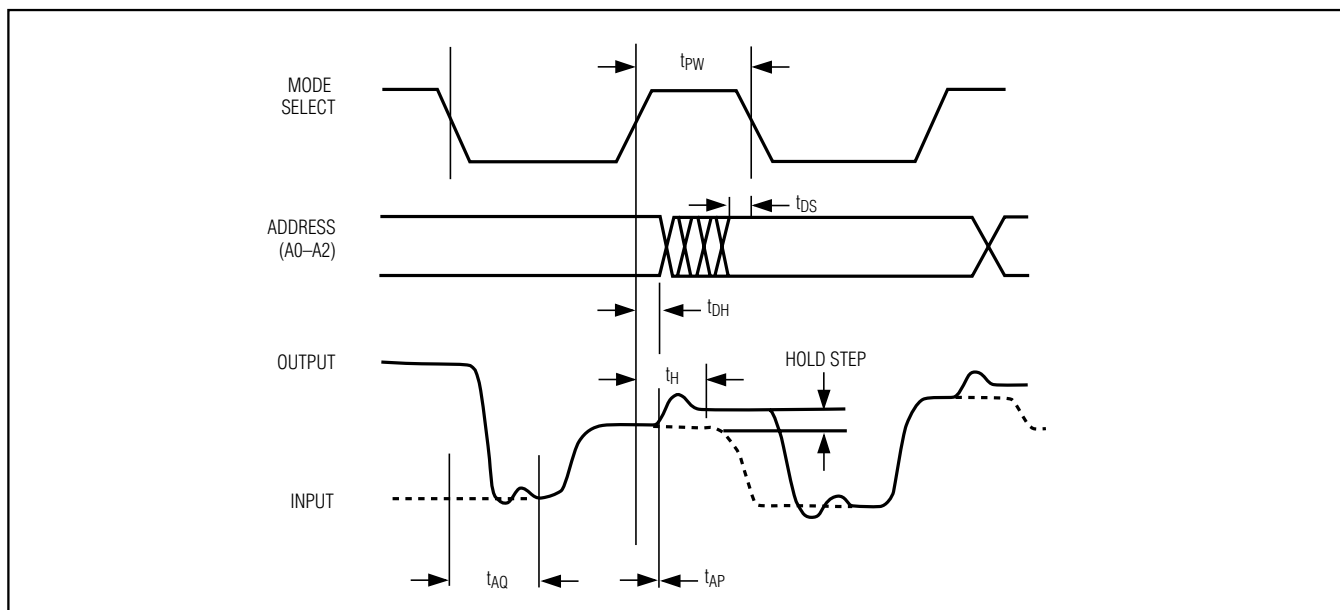 tPW
MODE
SELECT
tDS
ADDRESS
(A0–A2)
tDH
OUTPUT
HOLD STEP
tH
INPUT
tAQ
tAP